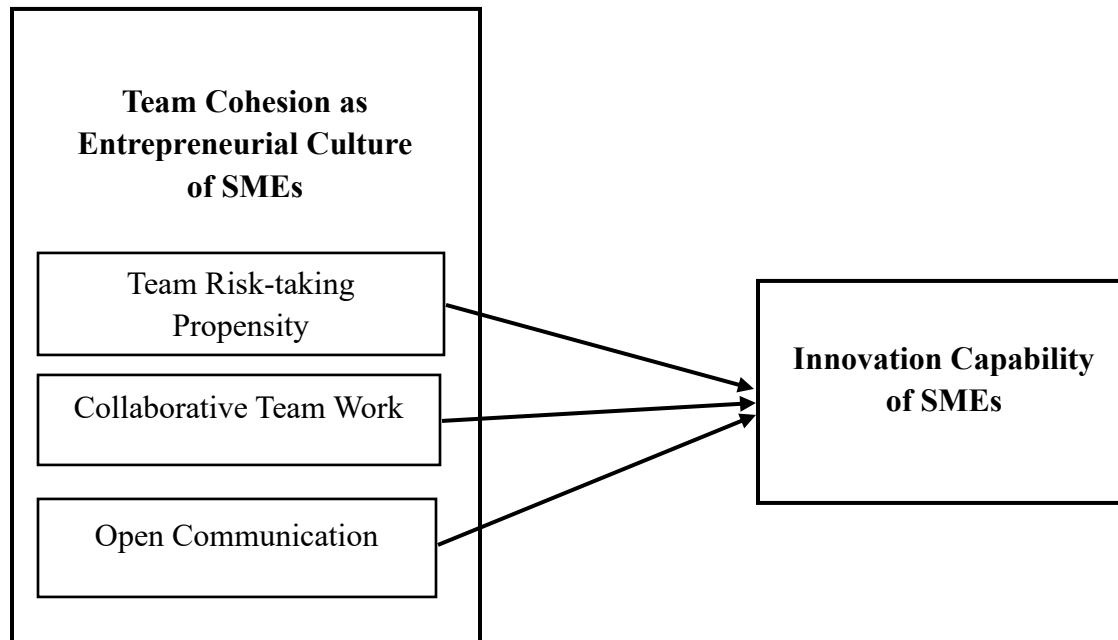 Team Cohesion as
Entrepreneurial Culture
of SMEs
Team Risk-taking
Propensity
Collaborative Team Work
Open Communication
Innovation Capability
of SMEs